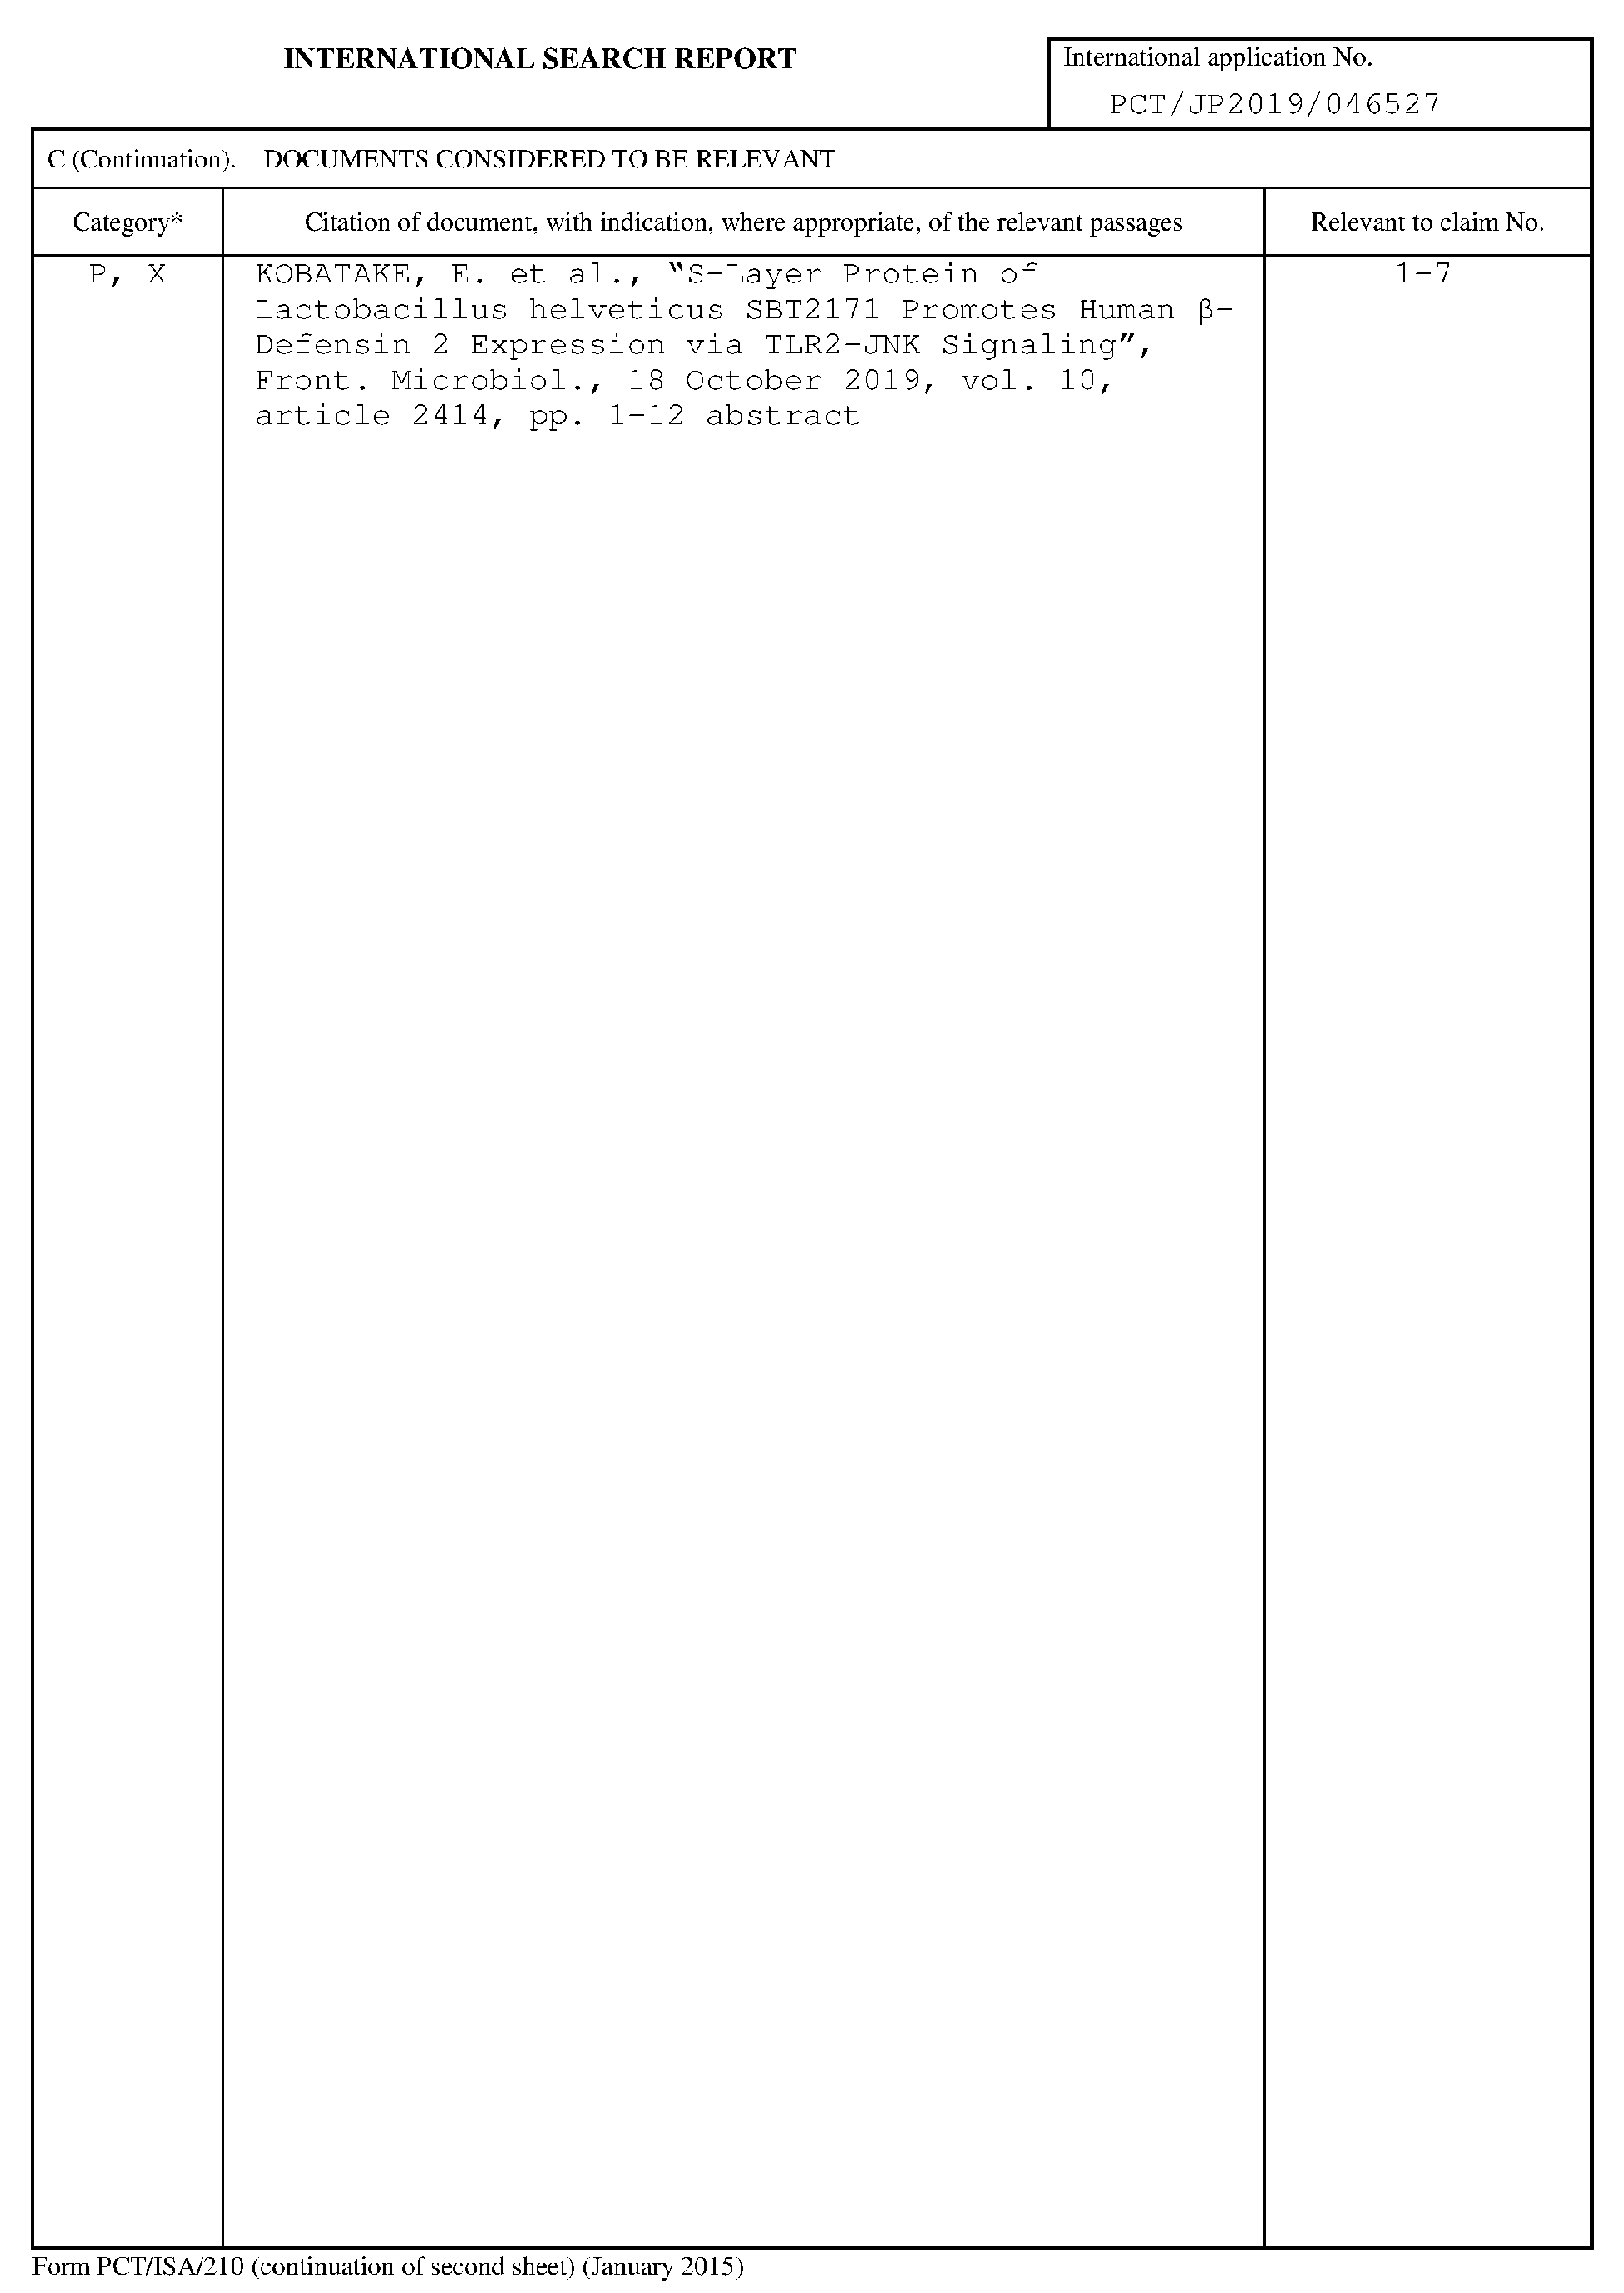 INTERNATIONAL SEARCH REPORT
International application No.
PCT/JP2019/046527
C (Continuation). DOCUMENTS CONSIDERED TO BE RELEVANT
Category* Citation of document, with indication, where appropriate, of the relevant passages Relevant to claim No.
P, X KOBATAKE, E. et al., "S-Layer Protein of 1-7
Lactobacillus helveticus SBT2171 Promotes Human β-
Defensin 2 Expression via TLR2-JNK Signaling",
Front. Microbiol., 18 October 2019, vol. 10,
article 2414, pp. 1-12 abstract
Form PCT/ISA/210 (continuation of second sheet) (January 2015)